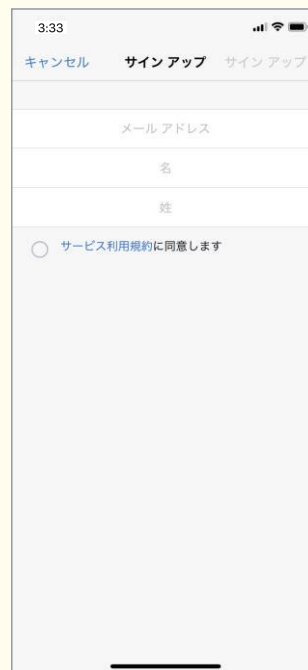 3:33
キャンセル サイン アップ サイン アップ
メール アドレス
名
姓
サービス利用規約に同意します